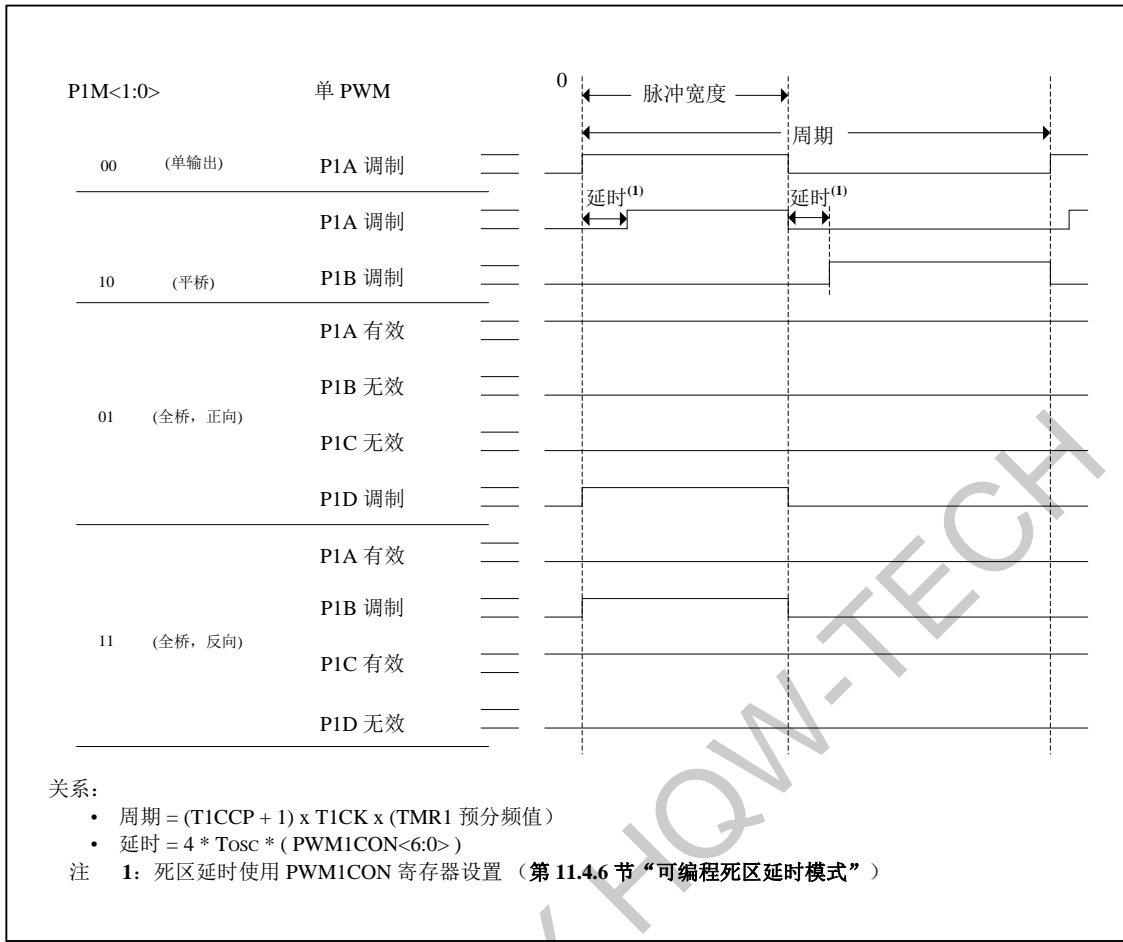 P1M<1:0> 单 PWM 0 脉冲宽度
周期
00 (单输出) P1A 调制
延时(1) 延时(1)
P1A 调制
10 (平桥) P1B 调制
P1A 有效
P1B 无效
01 (全桥，正向)
P1C 无效
P1D 调制
P1A 有效
P1B 调制
11 (全桥，反向)
P1C 有效
P1D 无效
关系：
• 周期 = (T1CCP + 1) x T1CK x (TMR1 预分频值）
• 延时 = 4 * Tosc * ( PWM1CON<6:0> )
注 1：死区延时使用 PWM1CON 寄存器设置 （第 11.4.6 节“可编程死区延时模式”）
HQW-TECH